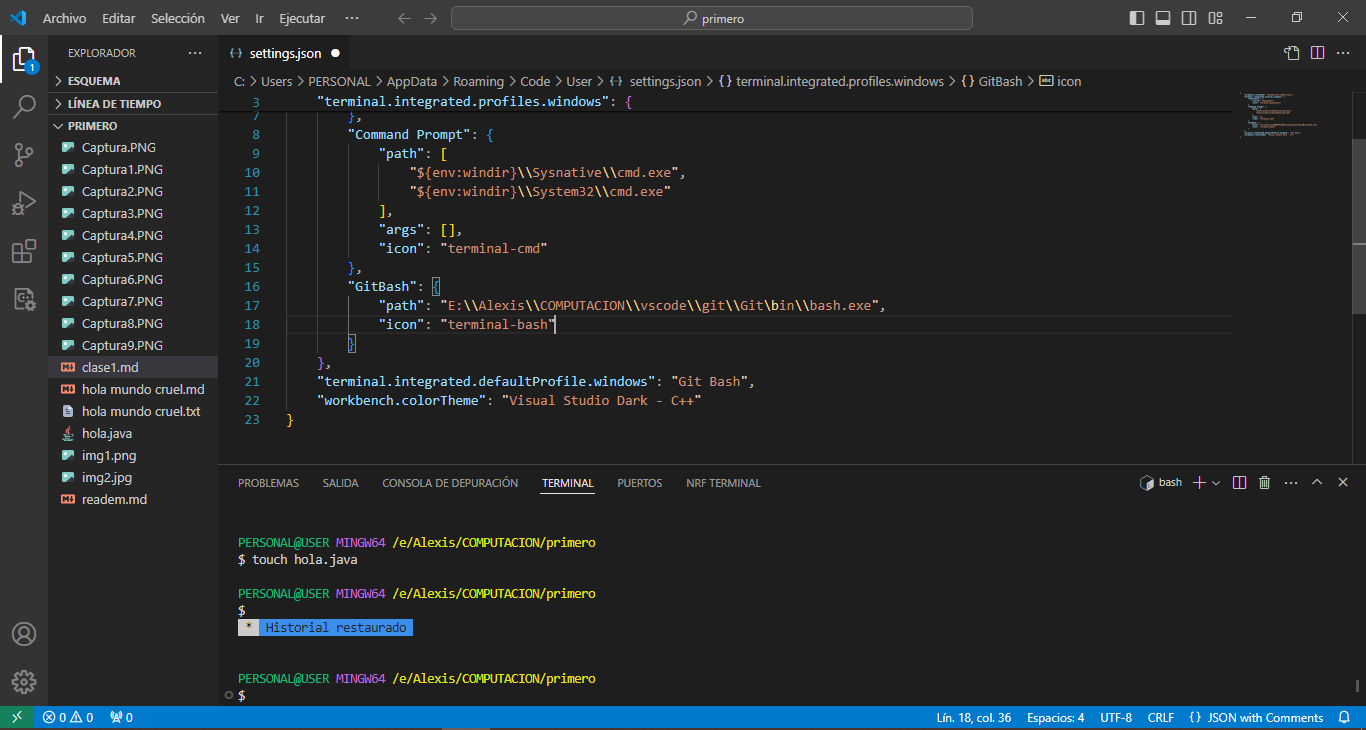 Archivo Editar Selección Ver Ir Ejecutar ···
primero
EXPLORADOR ···
1
ESQUEMA
LÍNEA DE TIEMPO
PRIMERO
Captura.PNG
Captura1.PNG
Captura2.PNG
Captura3.PNG
Captura4.PNG
Captura5.PNG
Captura6.PNG
Captura7.PNG
Captura8.PNG
Captura9.PNG
clase1.md
hola mundo cruel.md
hola mundo cruel.txt
hola.java
img1.png
img2.jpg
readem.md
settings.json
C: > Users > PERSONAL > AppData > Roaming > Code > User > {} settings.json > {} terminal.integrated.profiles.windows > {} GitBash > abc icon
3 "terminal.integrated.profiles.windows": {
7 },
8 "Command Prompt": {
9 "path": [
10 "${env:windir}\\Sysnative\\cmd.exe",
11 "${env:windir}\\System32\\cmd.exe"
12 ],
13 "args": [],
14 "icon": "terminal-cmd"
15 },
16 "GitBash": {
17 "path": "E:\\Alexis\\COMPUTACION\\vscode\\git\\Git\bin\\bash.exe",
18 "icon": "terminal-bash"
19 }
20 },
21 "terminal.integrated.defaultProfile.windows": "Git Bash",
22 "workbench.colorTheme": "Visual Studio Dark - C++"
23 }
PROBLEMAS SALIDA CONSOLA DE DEPURACIÓN TERMINAL PUERTOS NRF TERMINAL
bash
PERSONAL@USER MINGW64 /e/Alexis/COMPUTACION/primero
$ touch hola.java
PERSONAL@USER MINGW64 /e/Alexis/COMPUTACION/primero
$
* Historial restaurado
PERSONAL@USER MINGW64 /e/Alexis/COMPUTACION/primero
$
0 0 0
Lín. 18, col. 36 Espacios: 4 UTF-8 CRLF {} JSON with Comments